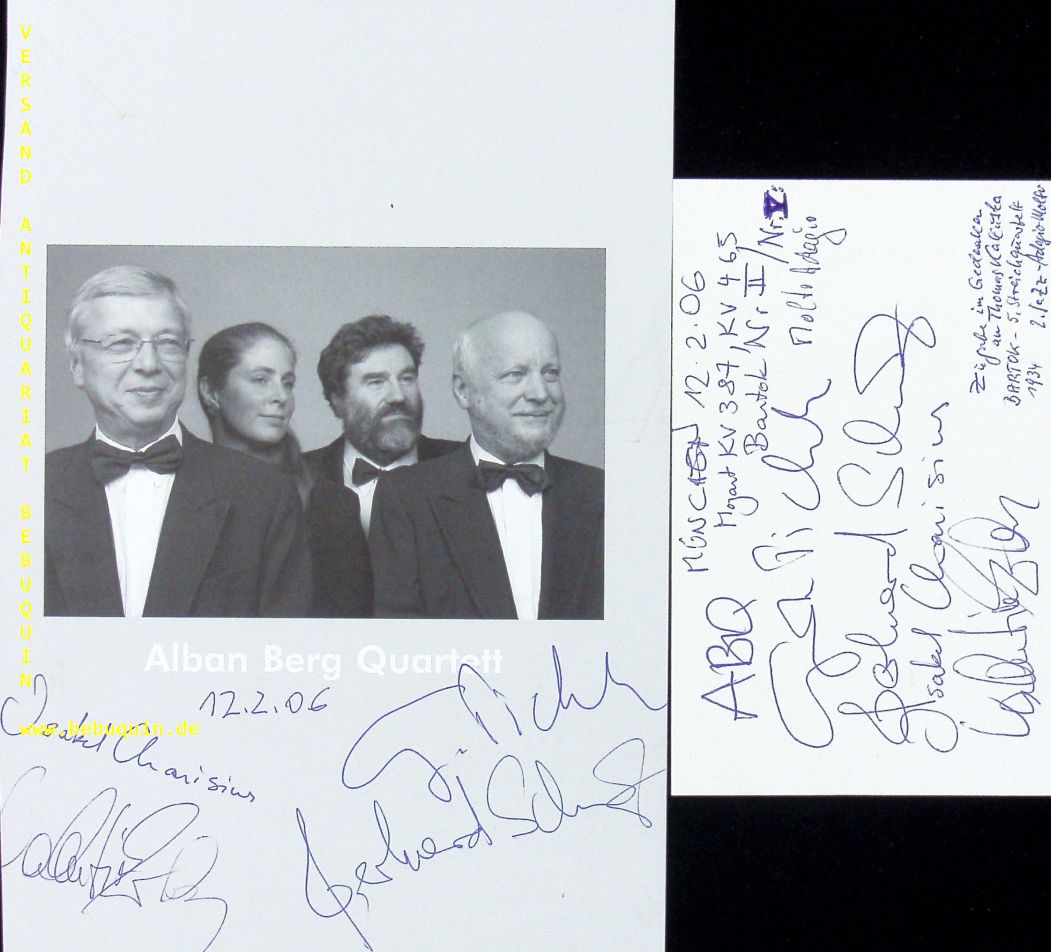 VERSAND ANTIQUARIAT BEBUQUIN
Alban Berg Quartett
12.2.06
www.bebuquin.de
Isabel Charisius
Gerhard Schulz
ABQ
MÜNCHEN 12.2.06
Mozart KV 387, KV 465
Bartok Nr II / Nr. V:
Molto Adagio
Gerhard Schulz
Isabel Charisius
Zugabe im Gedenken
an Thomas Kakuska
BARTOK - 5. Streichquartett
1934 2. Satz - Adagio Molto